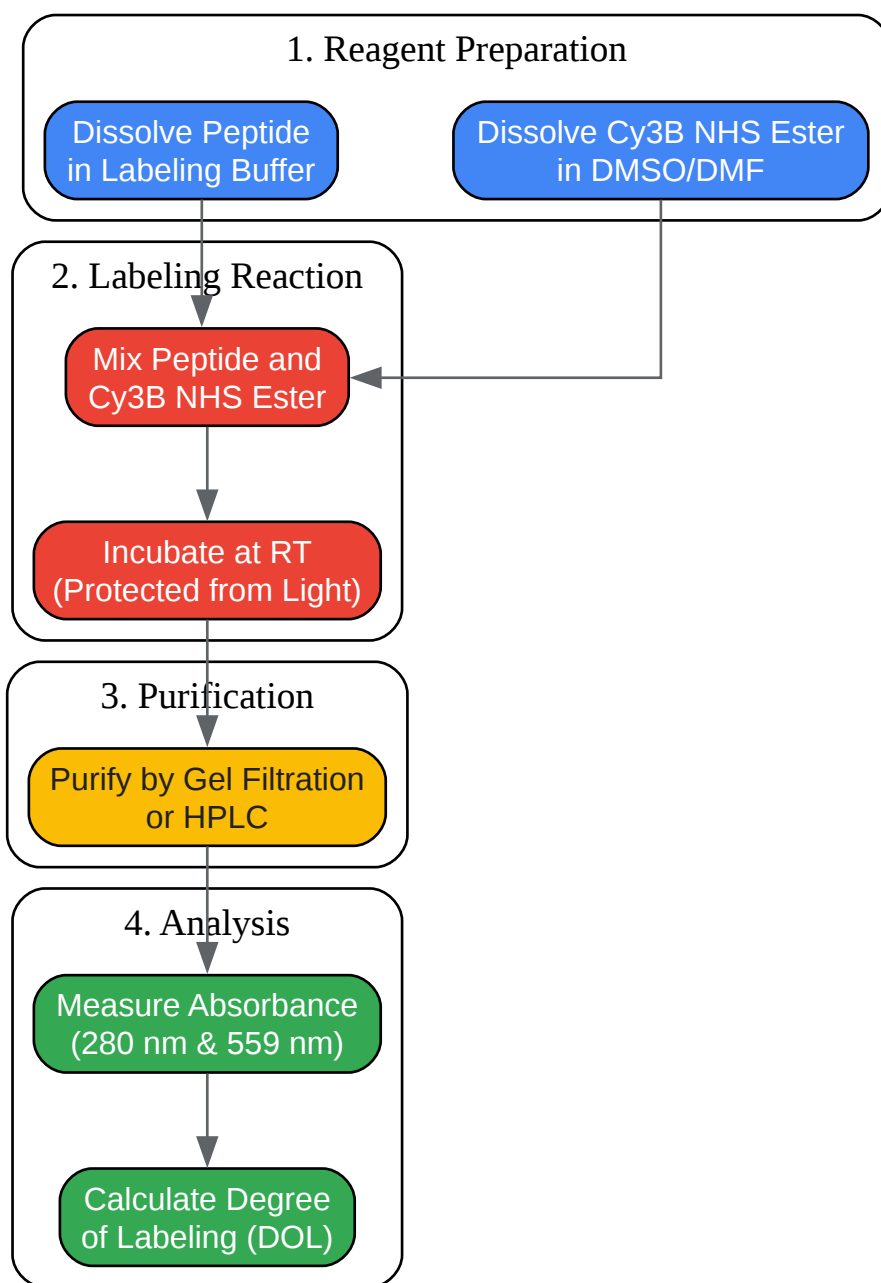 1. Reagent Preparation
Dissolve Peptide
in Labeling Buffer
Dissolve Cy3B NHS Ester
in DMSO/DMF
2. Labeling Reaction
Mix Peptide and
Cy3B NHS Ester
Incubate at RT
(Protected from Light)
3. Purification
Purify by Gel Filtration
or HPLC
4. Analysis
Measure Absorbance
(280 nm & 559 nm)
Calculate Degree
of Labeling (DOL)